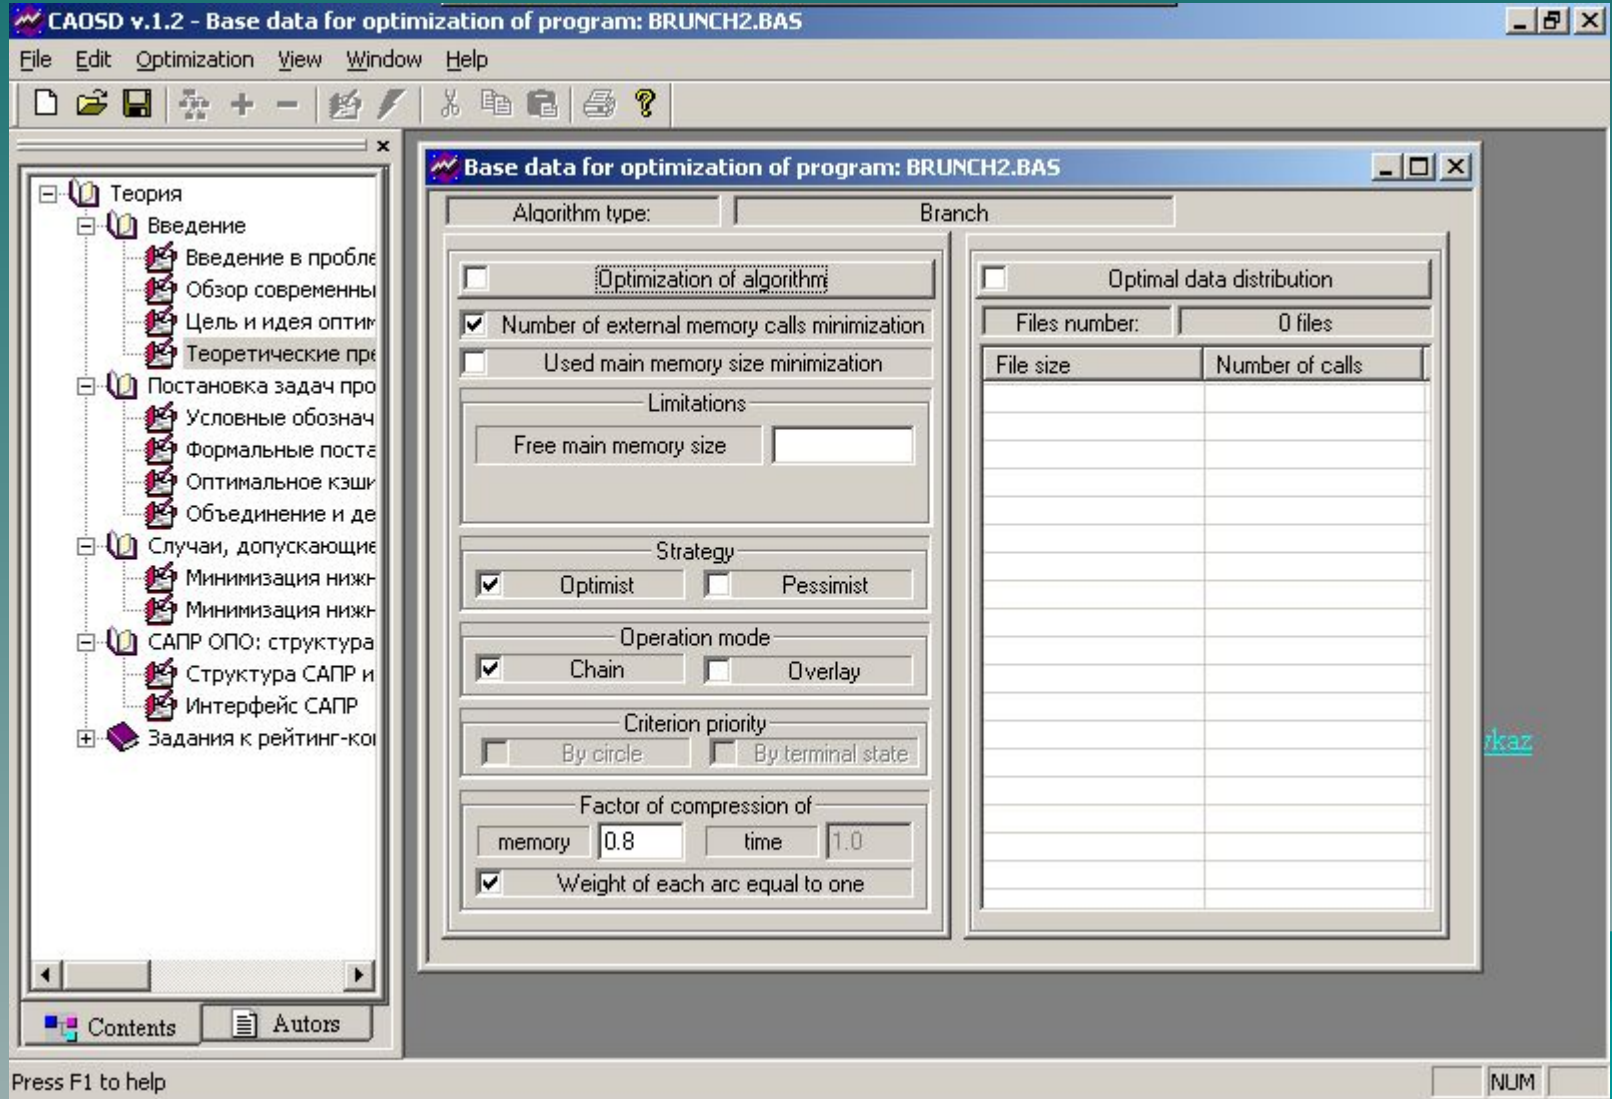 CAOSD v.1.2 - Base data for optimization of program: BRUNCH2.BAS
File Edit Optimization View Window Help
Теория
Введение
Введение в пробле
Обзор современны
Цель и идея оптим
Теоретические пре
Постановка задач про
Условные обознач
Формальные поста
Оптимальное кэши
Объединение и де
Случаи, допускающие
Минимизация нижн
Минимизация нижн
САПР ОПО: структура
Структура САПР и
Интерфейс САПР
Задания к рейтинг-ко
Contents Autors
Base data for optimization of program: BRUNCH2.BAS
Algorithm type: Branch
Optimization of algorithm
Number of external memory calls minimization
Used main memory size minimization
Limitations
Free main memory size
Strategy
Optimist Pessimist
Operation mode
Chain Overlay
Criterion priority
By circle By terminal state
Factor of compression of
memory 0.8 time 1.0
Weight of each arc equal to one
Optimal data distribution
Files number: 0 files
File size Number of calls
kaz
Press F1 to help NUM